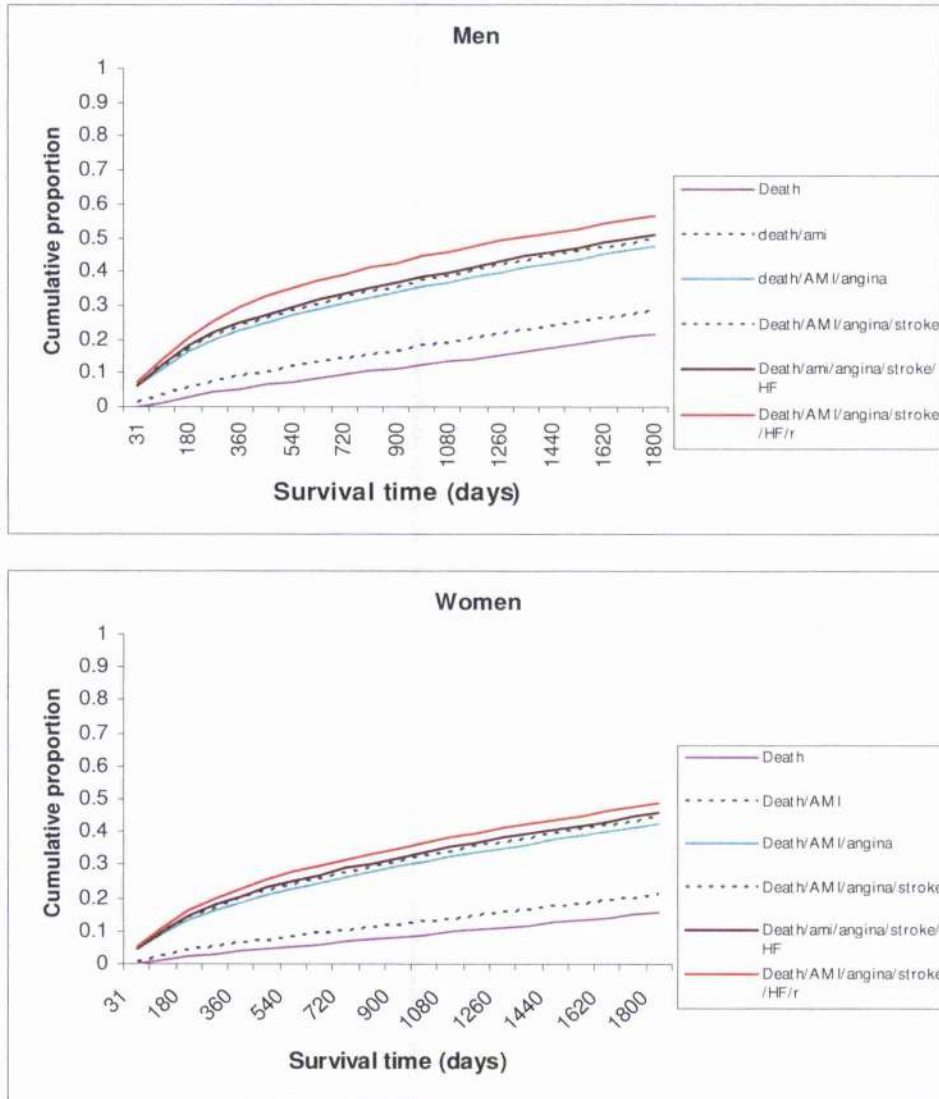 Men
Cumulative proportion
1
0.9
0.8
0.7
0.6
0.5
0.4
0.3
0.2
0.1
0
31
180
360
540
720
900
1080
1260
1440
1620
1800
Survival time (days)
Death
death/ami
death/AMI/angina
Death/AMI/angina/stroke
Death/ami/angina/stroke/
HF
Death/AMI/angina/stroke
/HF/r
Women
Cumulative proportion
1
0.9
0.8
0.7
0.6
0.5
0.4
0.3
0.2
0.1
0
31
180
360
540
720
900
1080
1260
1440
1620
1800
Survival time (days)
Death
Death/AMI
Death/AMI/angina
Death/AMI/angina/stroke
Death/ami/angina/stroke/
HF
Death/AMI/angina/stroke
/HF/r